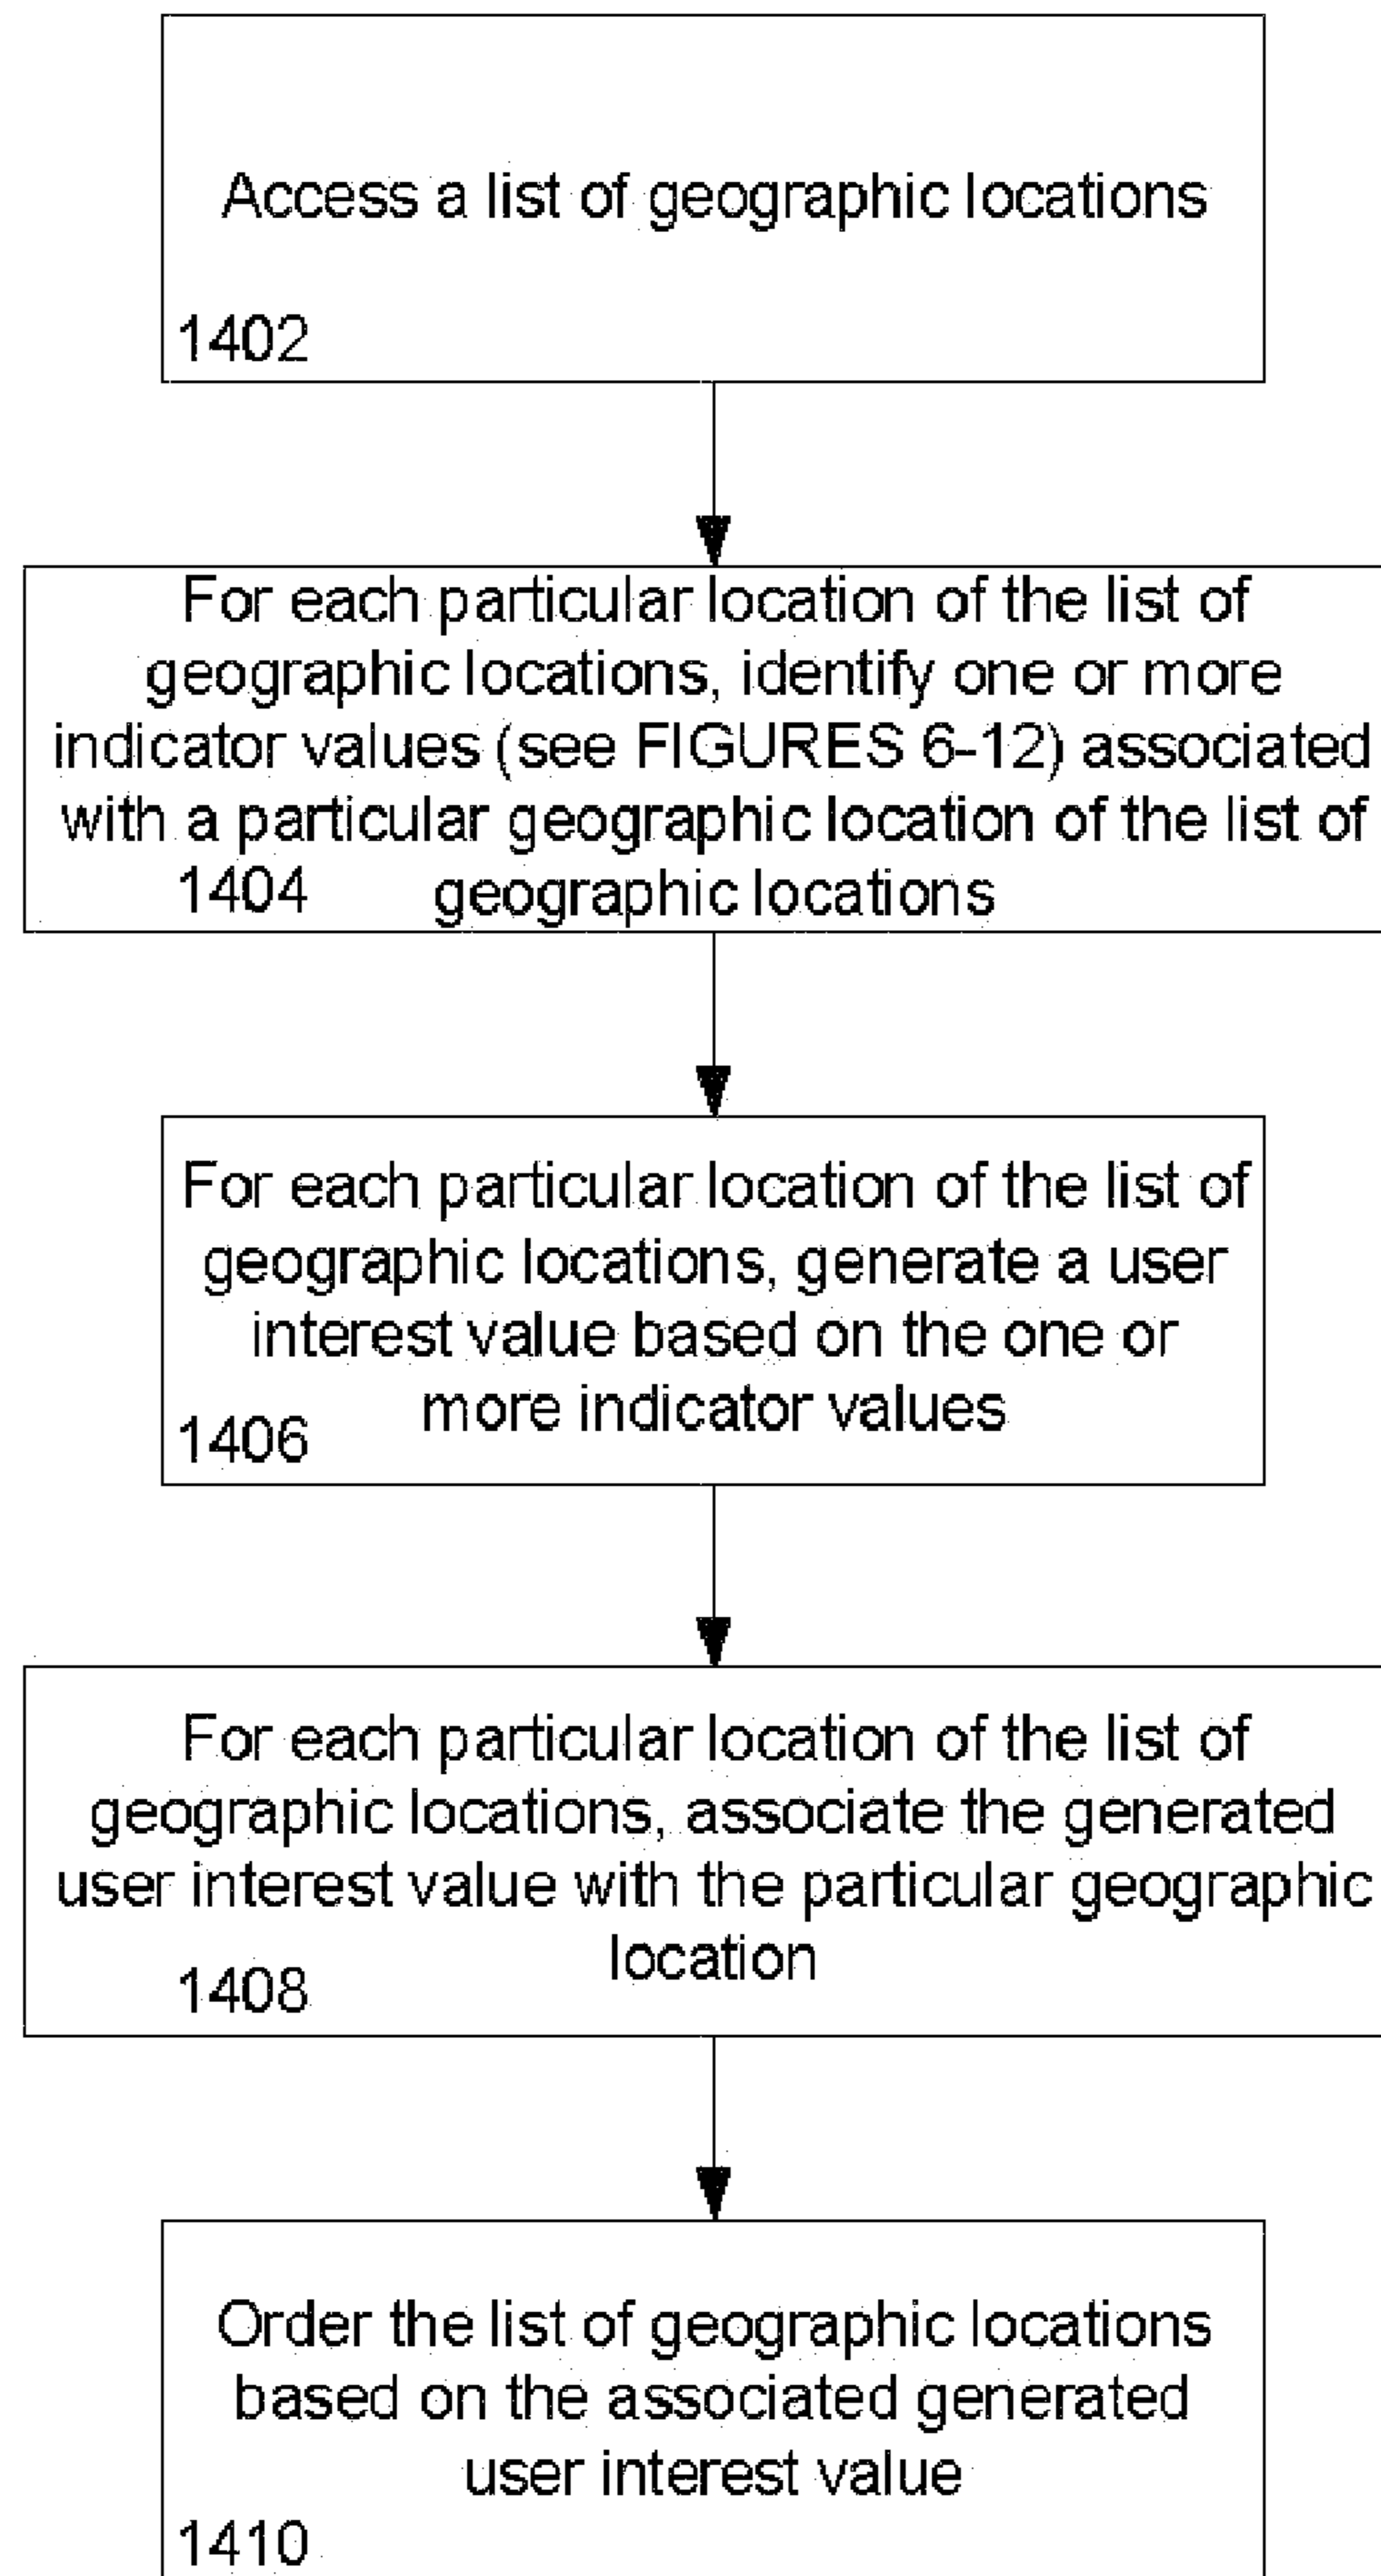 Access a list of geographic locations
1402
For each particular location of the list of
geographic locations, identify one or more
indicator values (see FIGURES 6-12) associated
with a particular geographic location of the list of
1404 geographic locations
For each particular location of the list of
geographic locations, generate a user
interest value based on the one or
more indicator values
1406
For each particular location of the list of
geographic locations, associate the generated
user interest value with the particular geographic
location
1408
Order the list of geographic locations
based on the associated generated
user interest value
1410